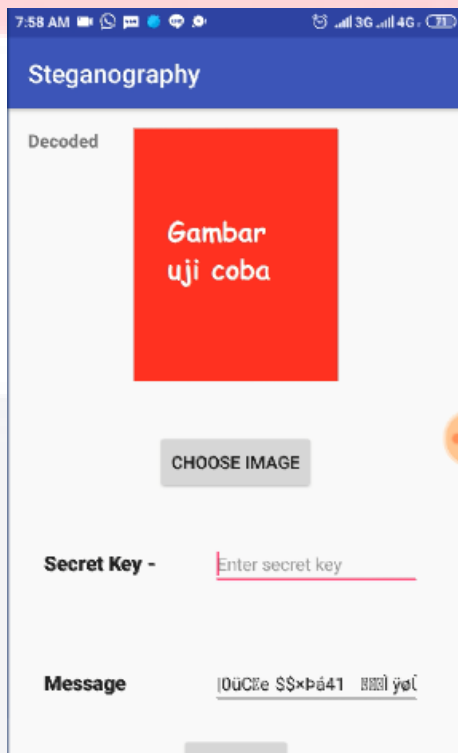 7:58 AM 3G 4G 71
Steganography
Decoded
Gambar
uji coba
CHOOSE IMAGE
Secret Key - Enter secret key
Message